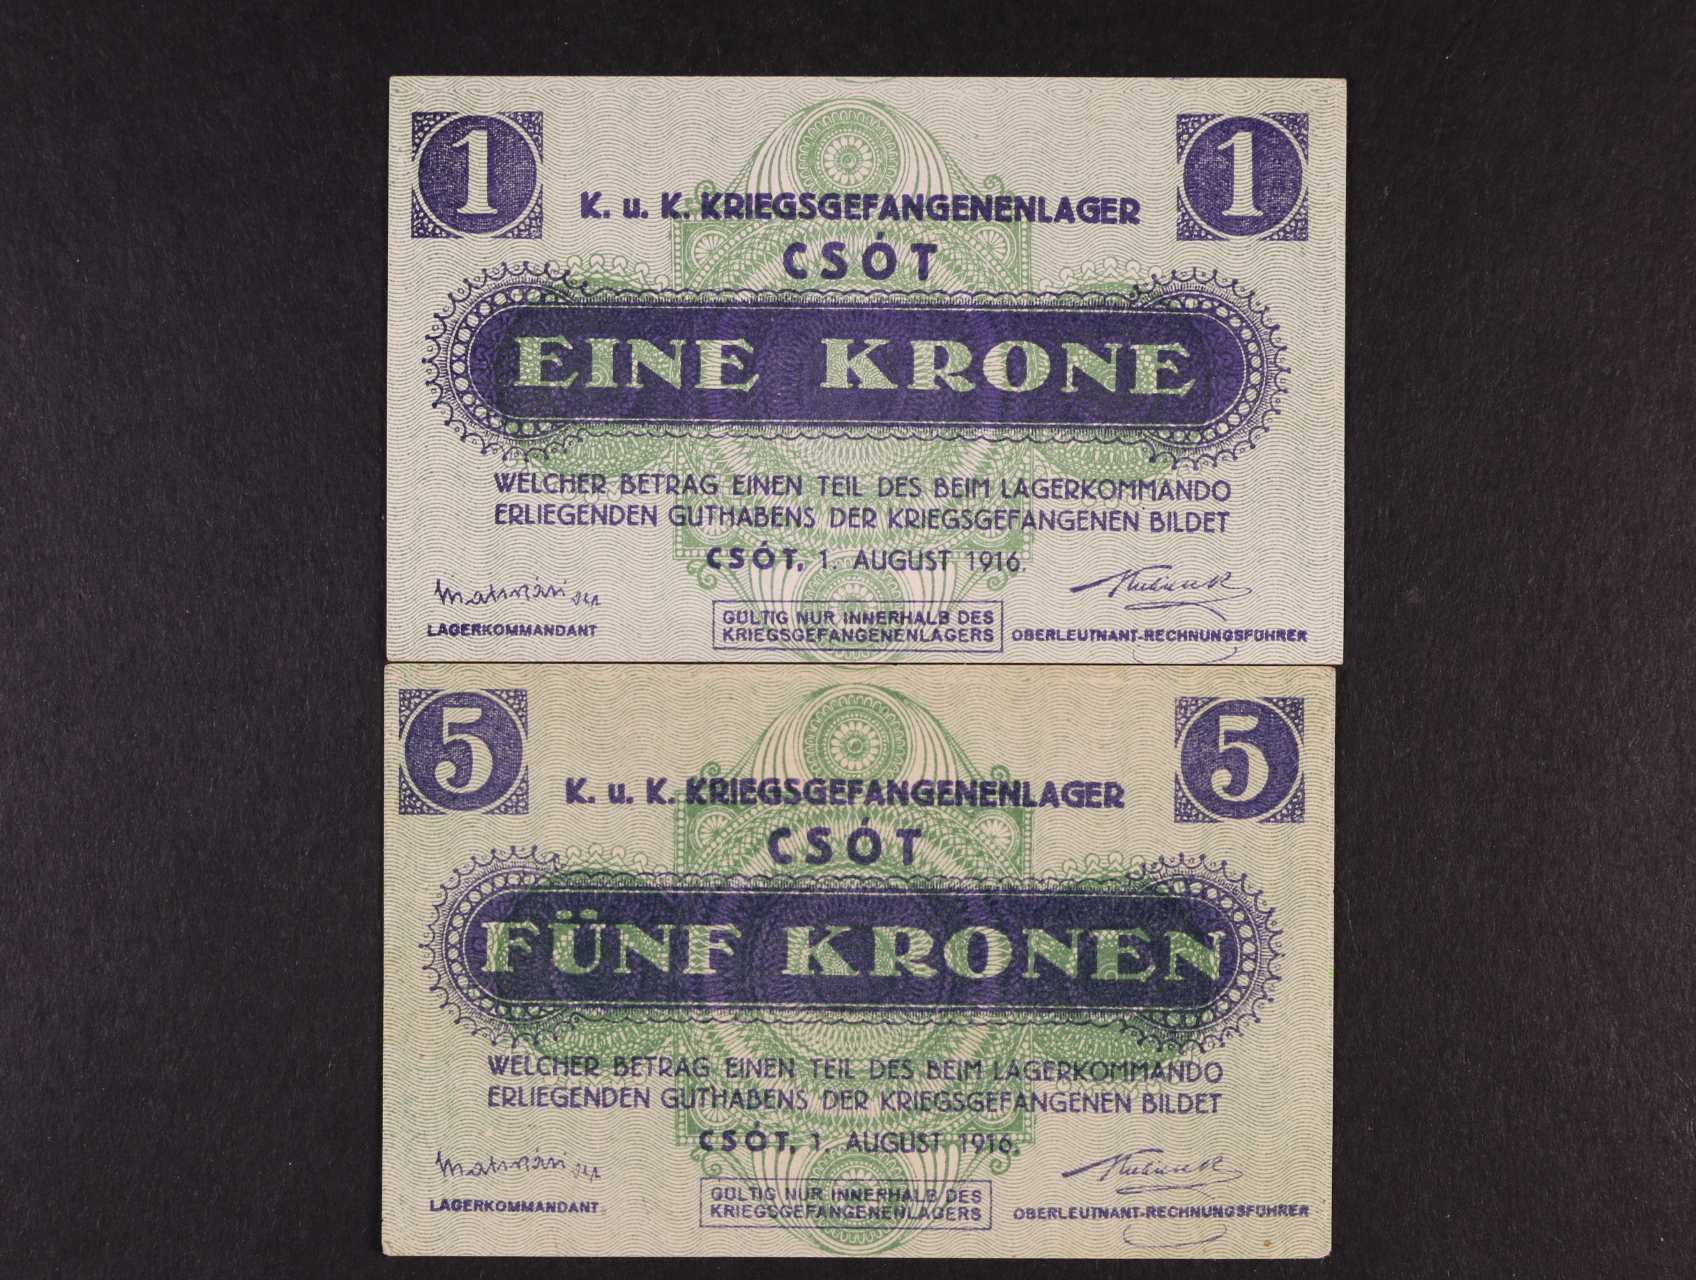 1 1
K. u. K. KRIEGSGEFANGENENLAGER
CSÓT
EINE KRONE
WELCHER BETRAG EINEN TEIL DES BEIM LAGERKOMMANDO
ERLIEGENDEN GUTHABENS DER KRIEGSGEFANGENEN BILDET
CSÓT, 1. AUGUST 1916.
LAGERKOMMANDANT
GÜLTIG NUR INNERHALB DES
KRIEGSGEFANGENENLAGERS
OBERLEUTNANT-RECHNUNGSFÜHRER
5 5
K. u. K. KRIEGSGEFANGENENLAGER
CSÓT
FÜNF KRONEN
WELCHER BETRAG EINEN TEIL DES BEIM LAGERKOMMANDO
ERLIEGENDEN GUTHABENS DER KRIEGSGEFANGENEN BILDET
CSÓT, 1. AUGUST 1916.
LAGERKOMMANDANT
GÜLTIG NUR INNERHALB DES
KRIEGSGEFANGENENLAGERS
OBERLEUTNANT-RECHNUNGSFÜHRER